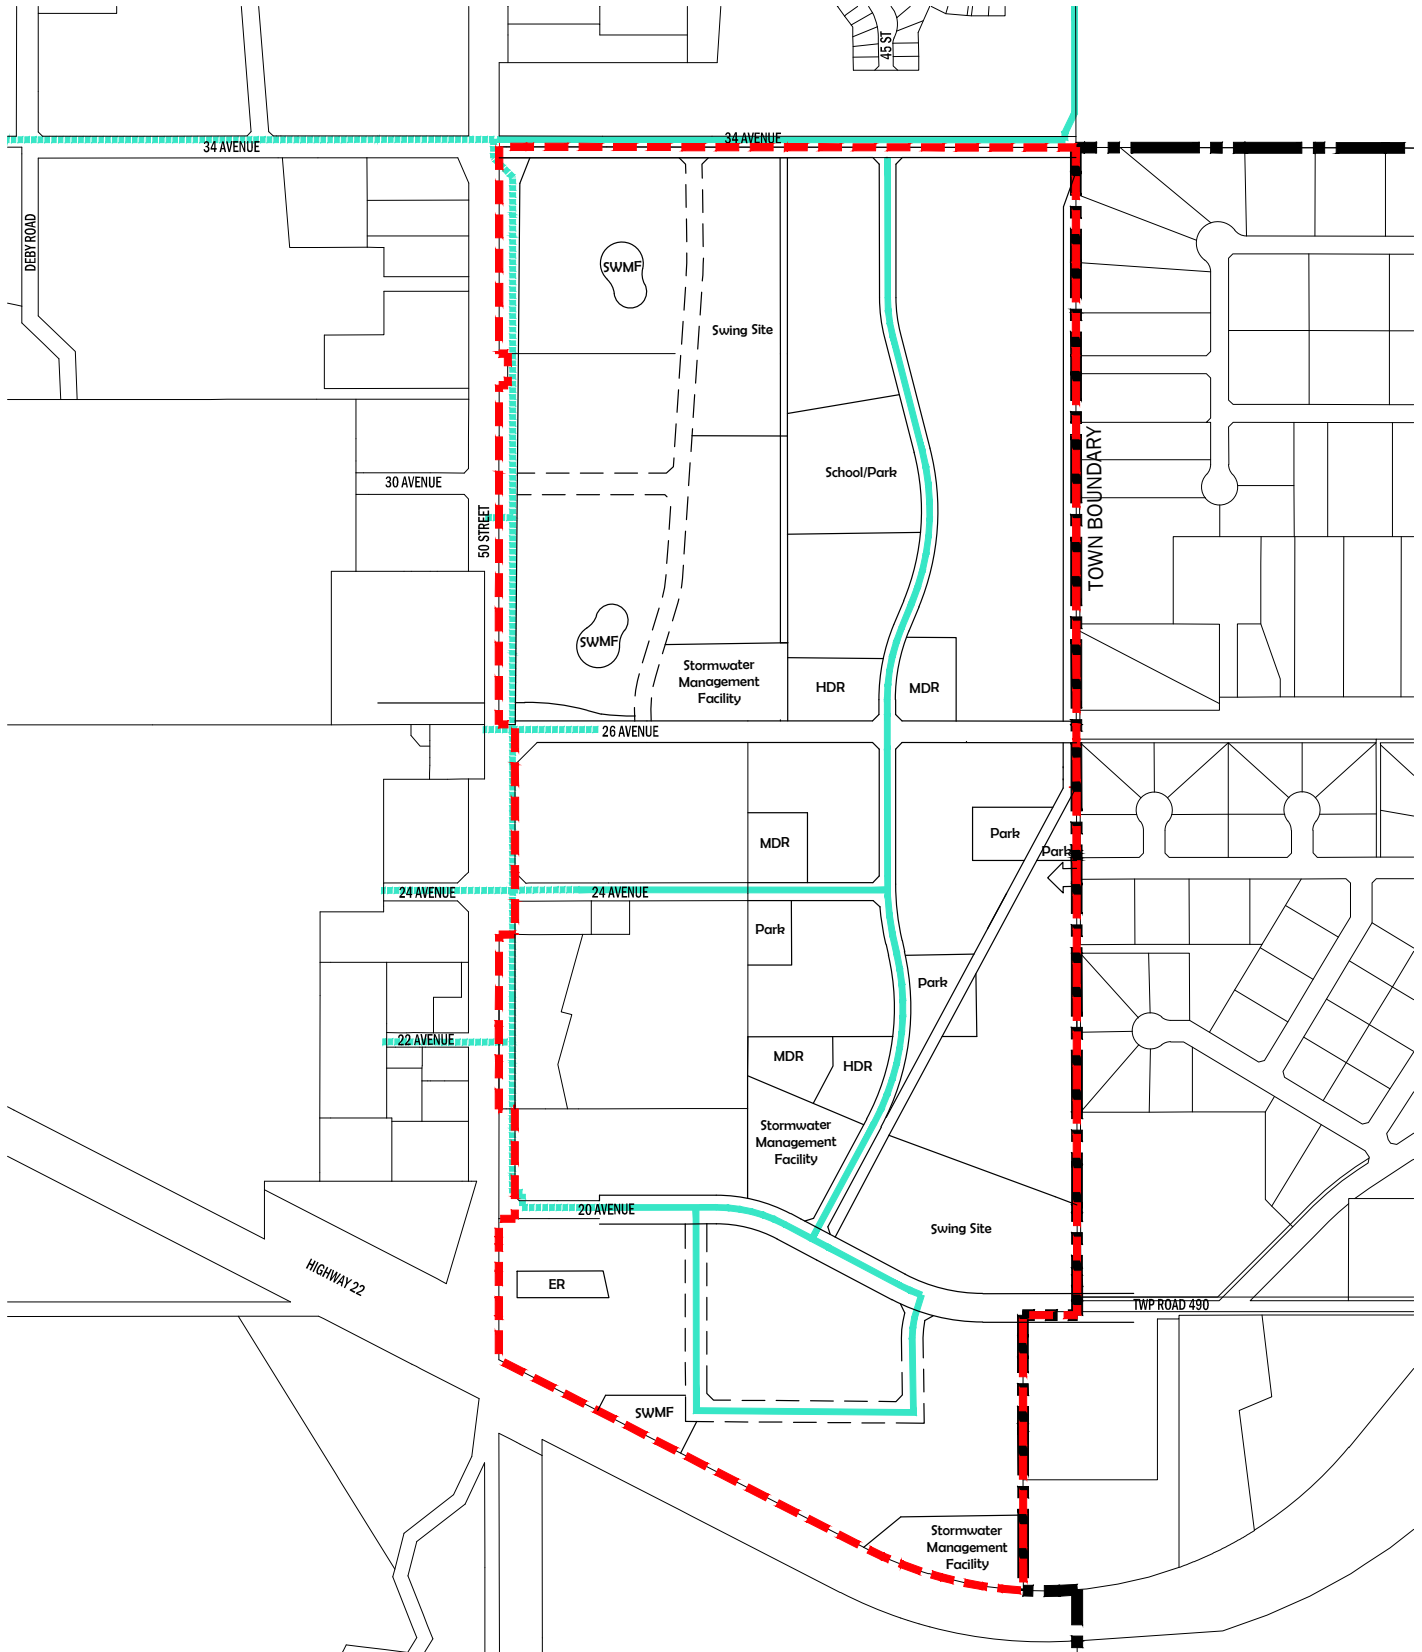 45 ST
34 AVENUE
34 AVENUE
DEBY ROAD
SWMF
Swing Site
School/Park
30 AVENUE
50 STREET
TOWN BOUNDARY
SWMF
Stormwater
Management
Facility
HDR
MDR
26 AVENUE
MDR
Park
Park
24 AVENUE
24 AVENUE
Park
Park
22 AVENUE
MDR
HDR
Stormwater
Management
Facility
20 AVENUE
Swing Site
HIGHWAY 22
ER
TWP ROAD 490
SWMF
Stormwater
Management
Facility